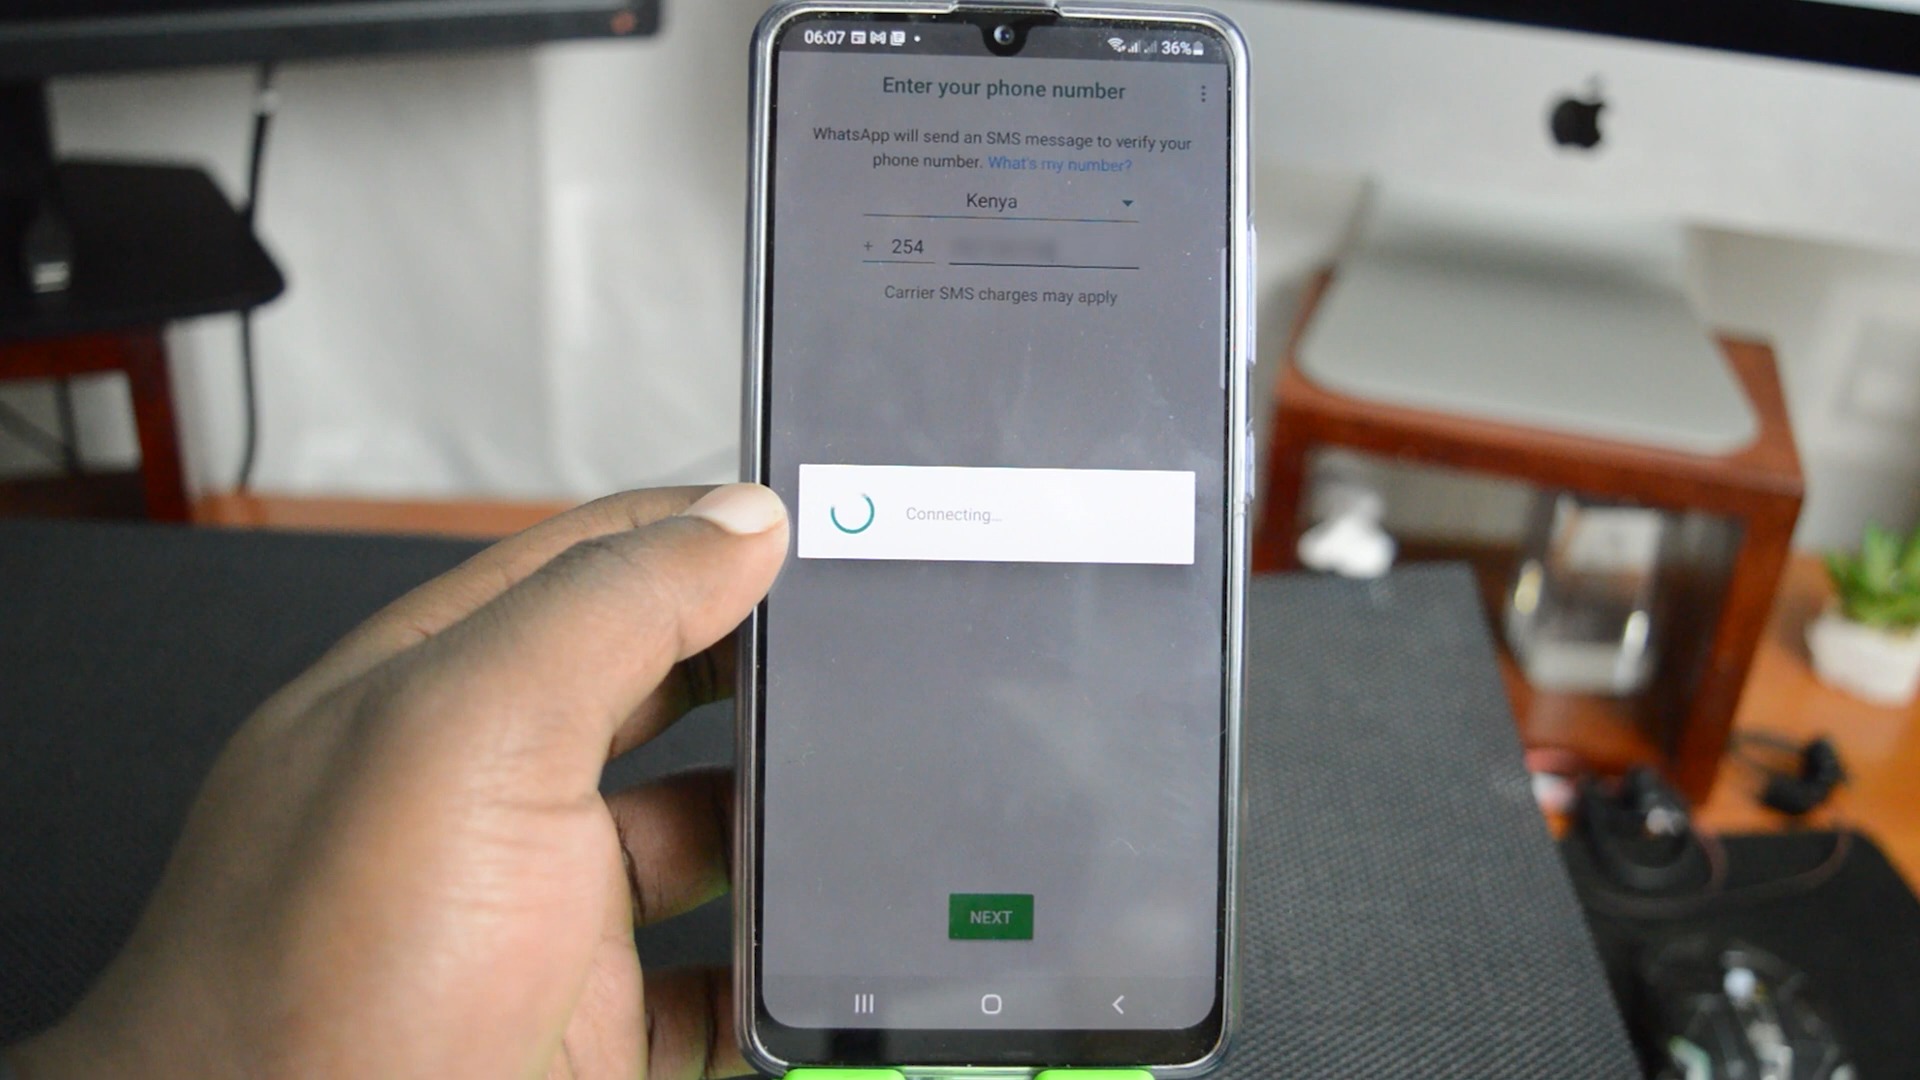 06:07
36%
Enter your phone number
WhatsApp will send an SMS message to verify your
phone number. What's my number?
Kenya
+ 254
Carrier SMS charges may apply
Connecting...
NEXT